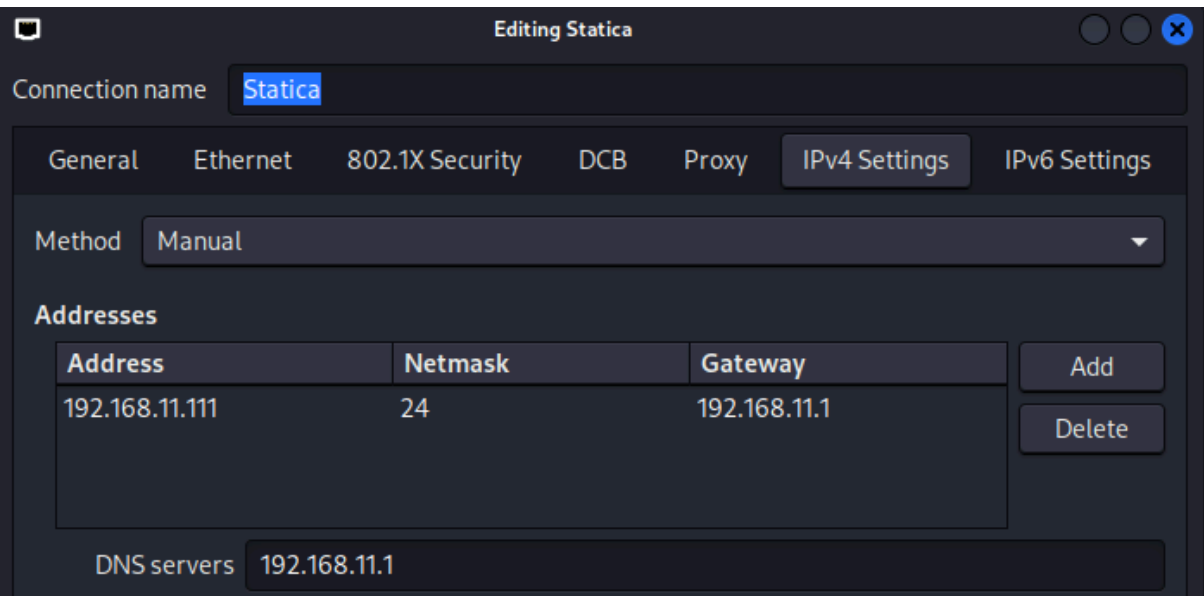 Editing Statica
Connection name Statica
General Ethernet 802.1X Security DCB Proxy IPv4 Settings IPv6 Settings
Method Manual
Addresses
Address Netmask Gateway Add
192.168.11.111 24 192.168.11.1
Delete
DNS servers 192.168.11.1